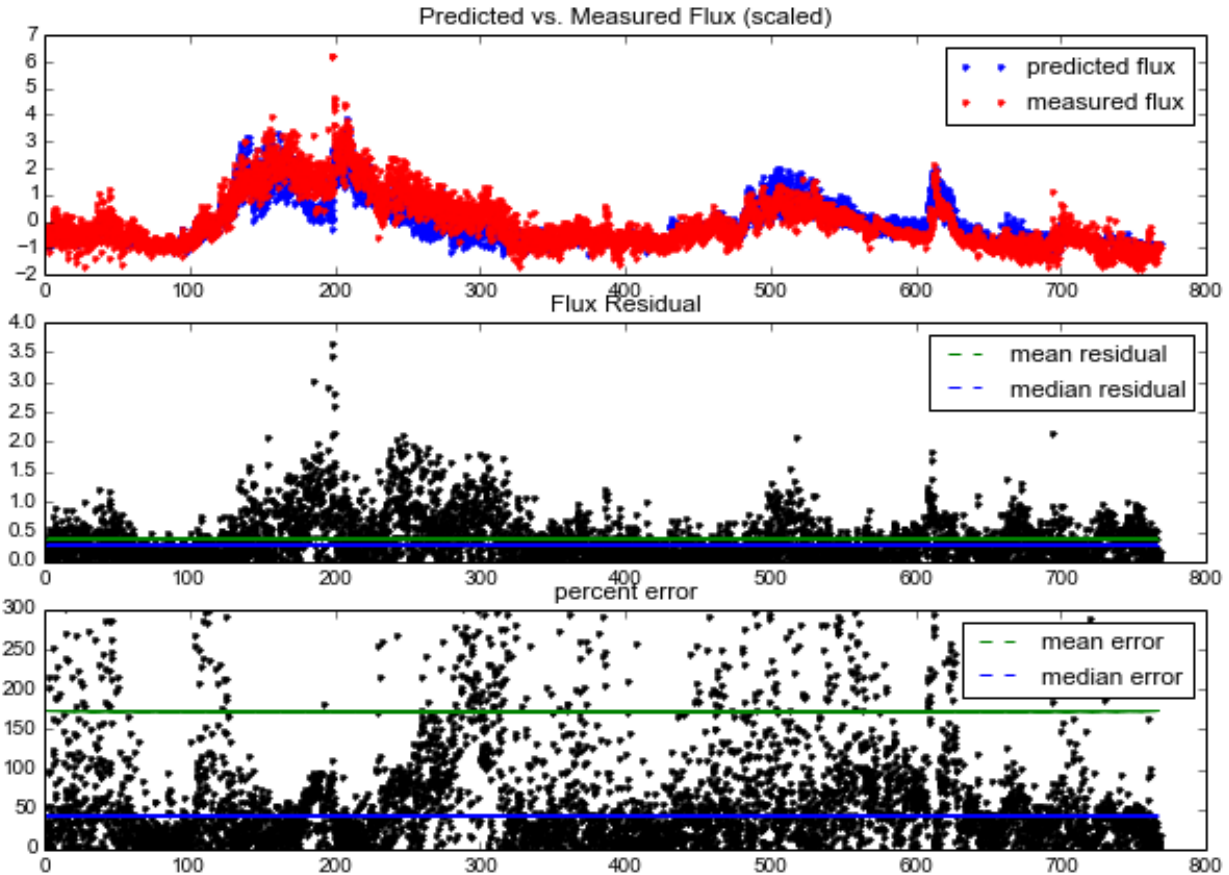 Predicted vs. Measured Flux (scaled)
7
6
5
4
3
2
1
0
−1
−2
predicted flux
measured flux
0 100 200 300 400 500 600 700 800
Flux Residual
4.0
3.5
3.0
2.5
2.0
1.5
1.0
0.5
0.0
mean residual
median residual
0 100 200 300 400 500 600 700 800
percent error
300
250
200
150
100
50
0
mean error
median error
0 100 200 300 400 500 600 700 800